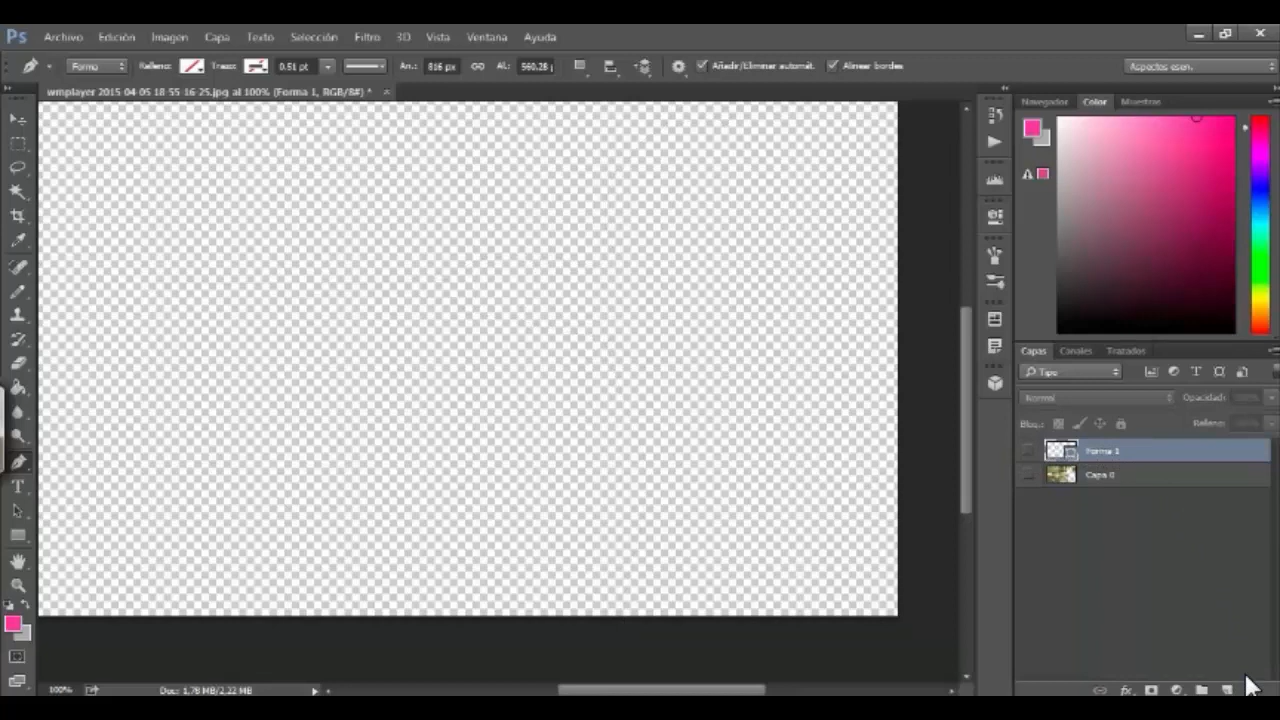 Ps Archivo Edición Imagen Capa Texto Selección Filtro 3D Vista Ventana Ayuda
Forma Relleno: Trazo: 0.51 pt An.: 816 px Al.: 560.28 Añadir/Eliminar automát. Alinear bordes Aspectos esen.
wmplayer 2015-04-05 18-55-16-25.jpg al 100% (Forma 1, RGB/8#) * ×
Navegador Color Muestras
Capas Canales Trazados
Tipo
Normal Opacidad:
Bloq.: Relleno:
Forma 1
Capa 0
100% Doc: 1,78 MB/2,22 MB